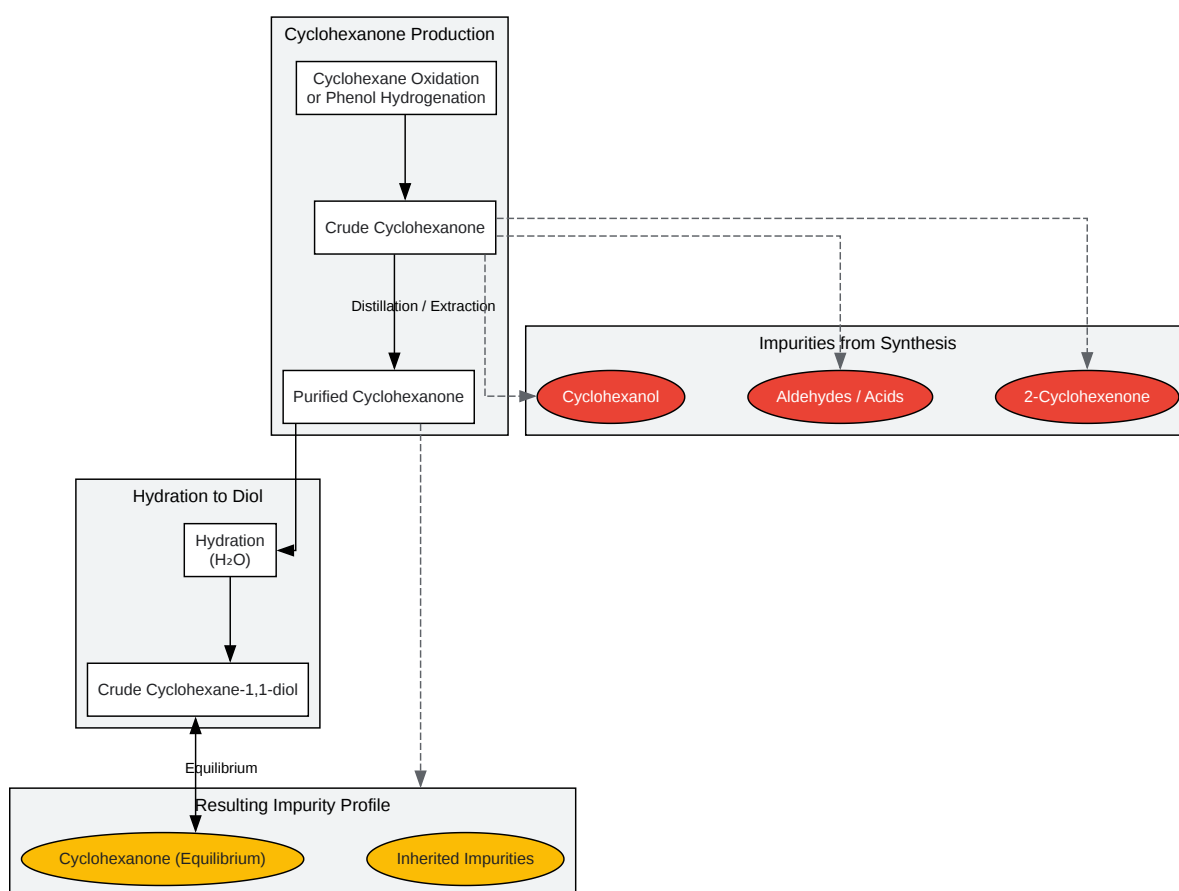 Cyclohexanone Production
Cyclohexane Oxidation
or Phenol Hydrogenation
Crude Cyclohexanone
Distillation / Extraction
Purified Cyclohexanone
Impurities from Synthesis
Cyclohexanol
Aldehydes / Acids
2-Cyclohexenone
Hydration to Diol
Hydration
(H₂O)
Crude Cyclohexane-1,1-diol
Equilibrium
Resulting Impurity Profile
Cyclohexanone (Equilibrium)
Inherited Impurities